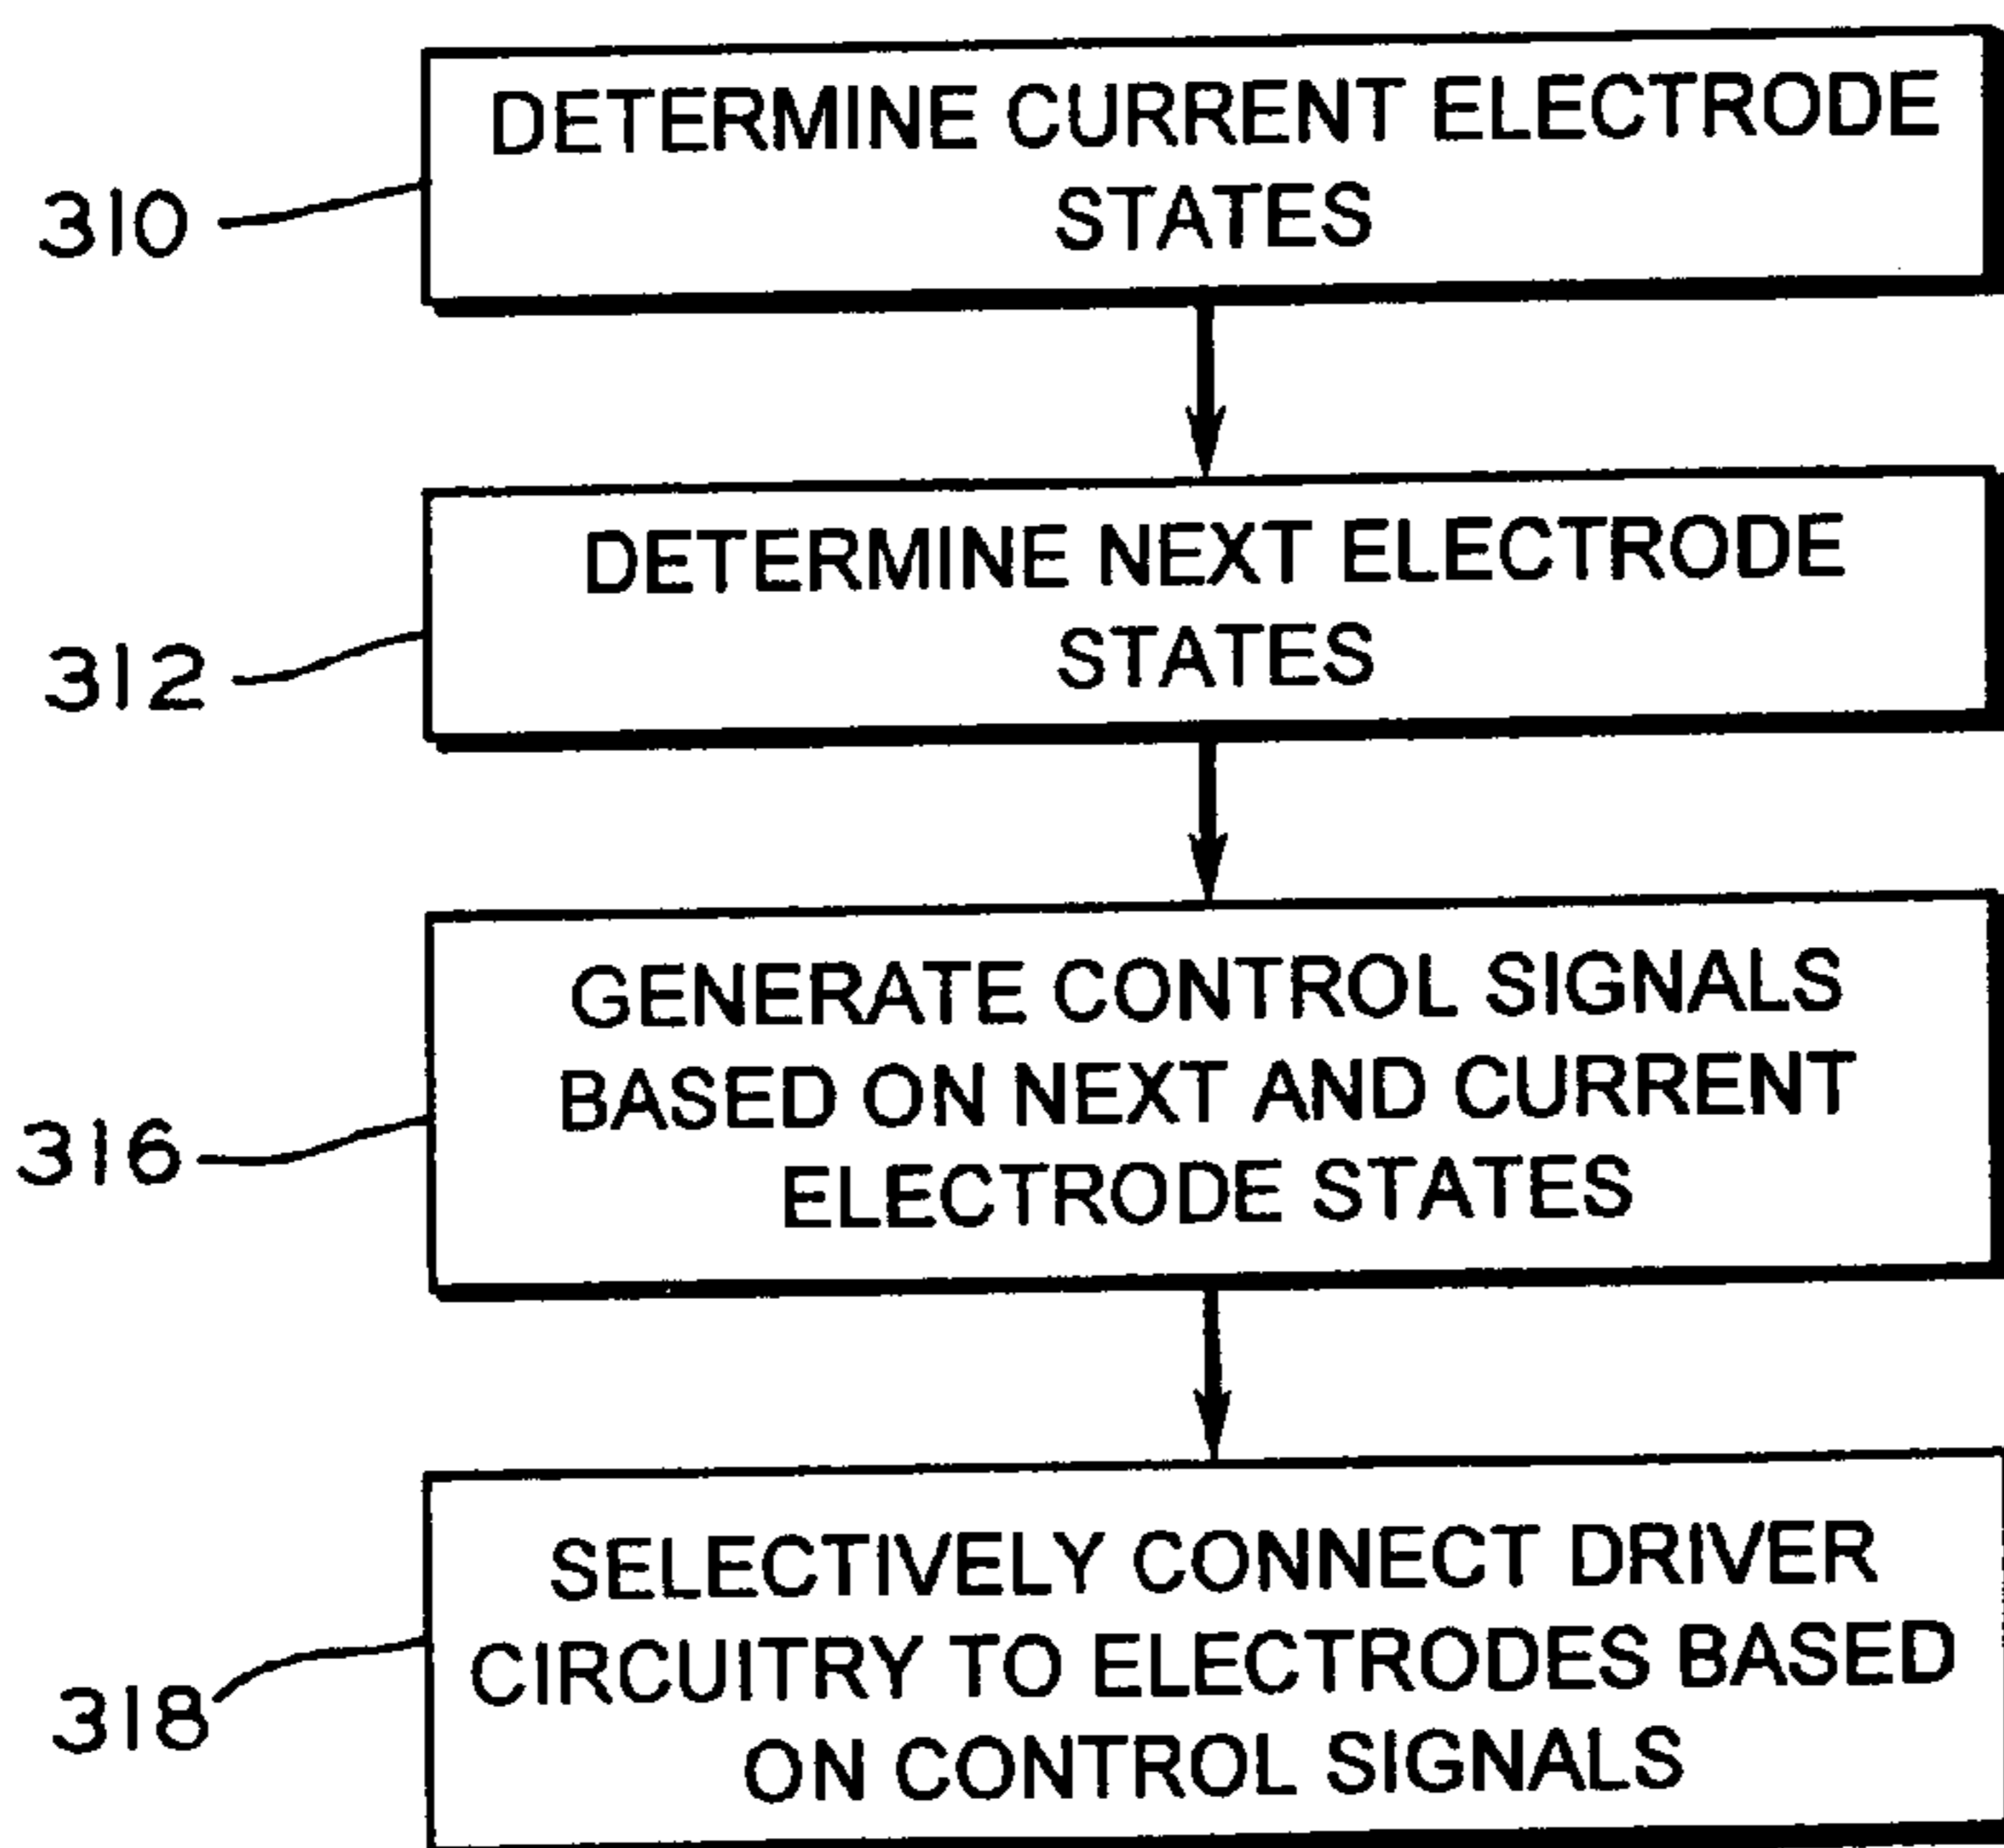 310
DETERMINE CURRENT ELECTRODE
STATES
312
DETERMINE NEXT ELECTRODE
STATES
316
GENERATE CONTROL SIGNALS
BASED ON NEXT AND CURRENT
ELECTRODE STATES
318
SELECTIVELY CONNECT DRIVER
CIRCUITRY TO ELECTRODES BASED
ON CONTROL SIGNALS